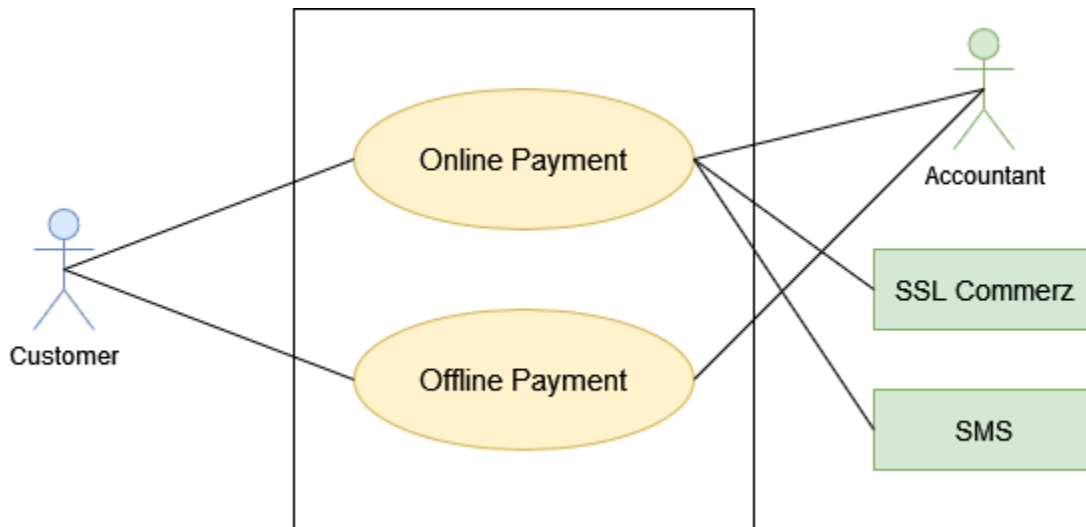 Online Payment
Accountant
Customer
SSL Commerz
Offline Payment
SMS